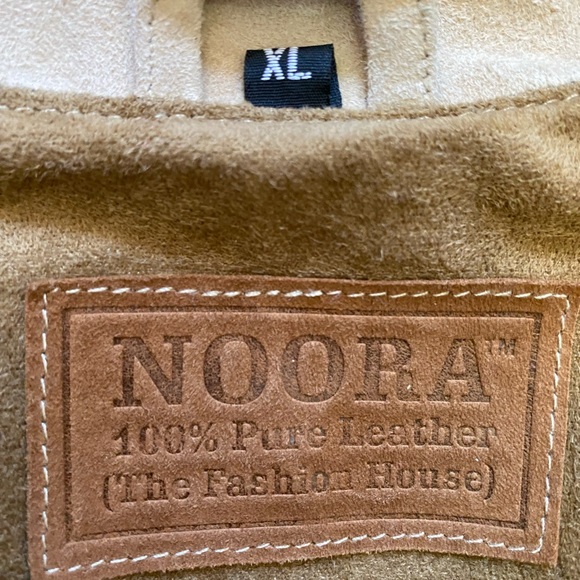 XL
NOORA™
100% Pure Leather
(The Fashion House)